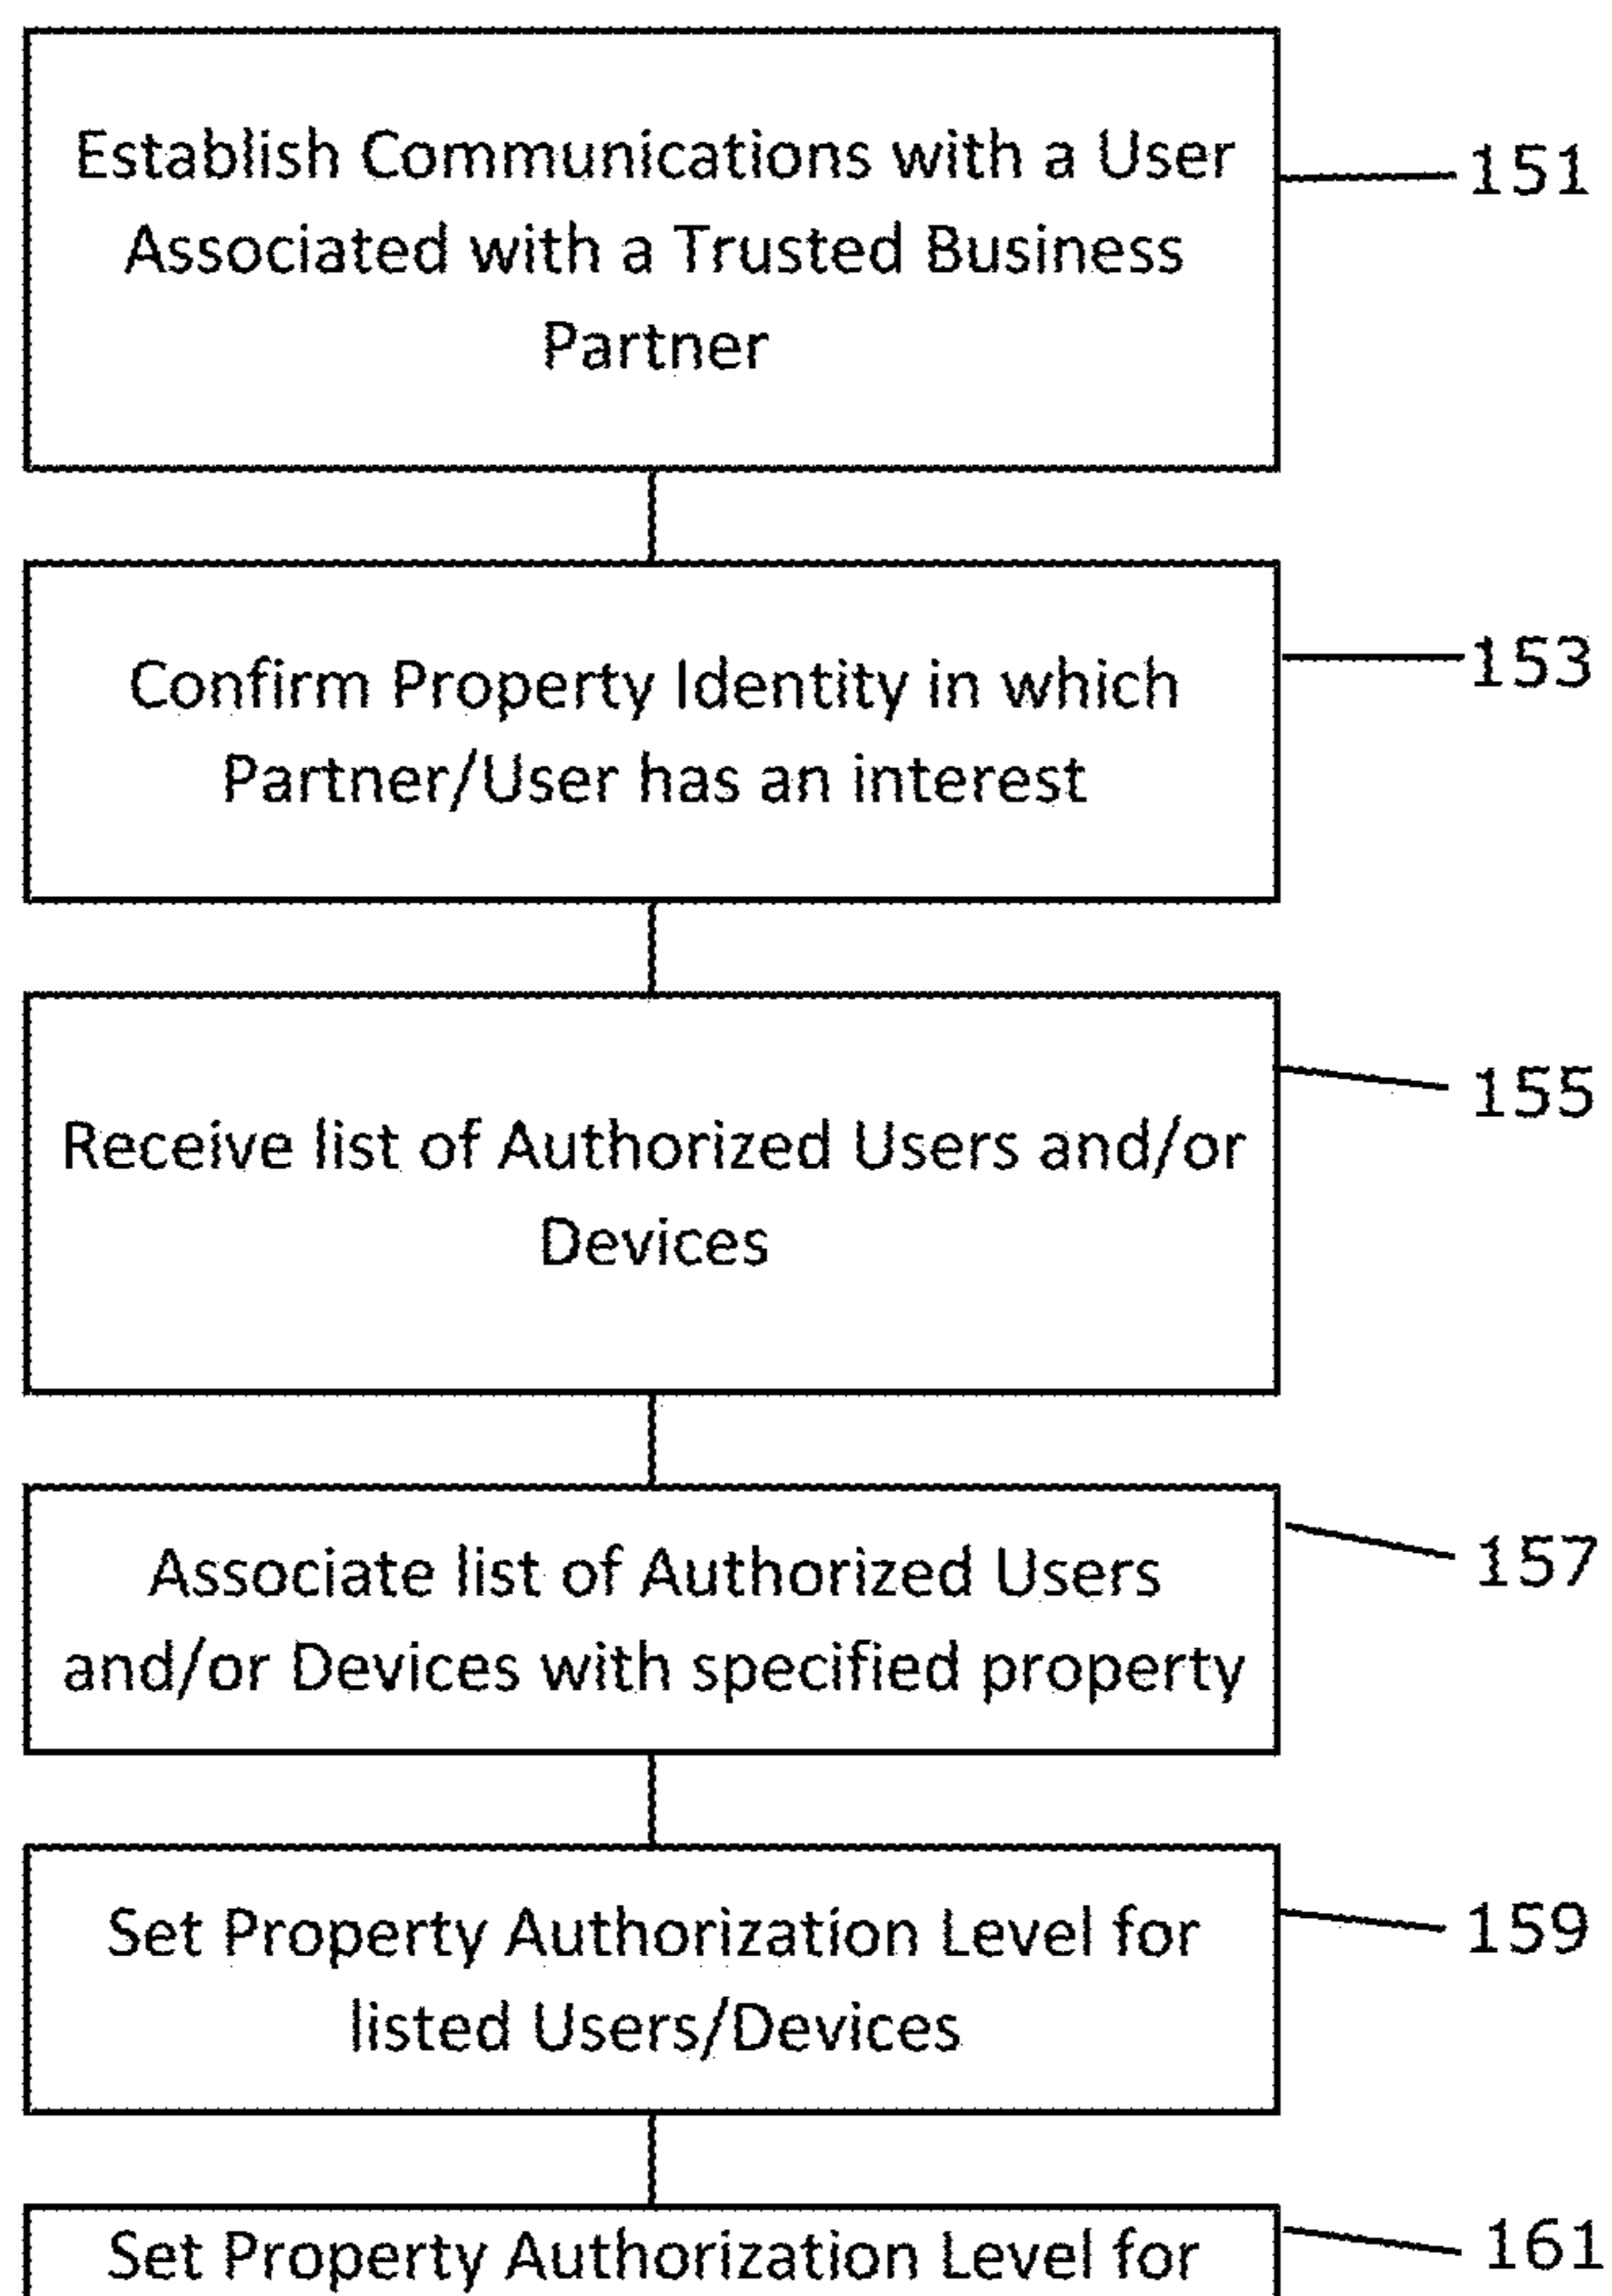 Establish Communications with a User
Associated with a Trusted Business
Partner
151
Confirm Property Identity in which
Partner/User has an interest
153
Receive list of Authorized Users and/or
Devices
155
Associate list of Authorized Users
and/or Devices with specified property
157
Set Property Authorization Level for
listed Users/Devices
159
Set Property Authorization Level for
161